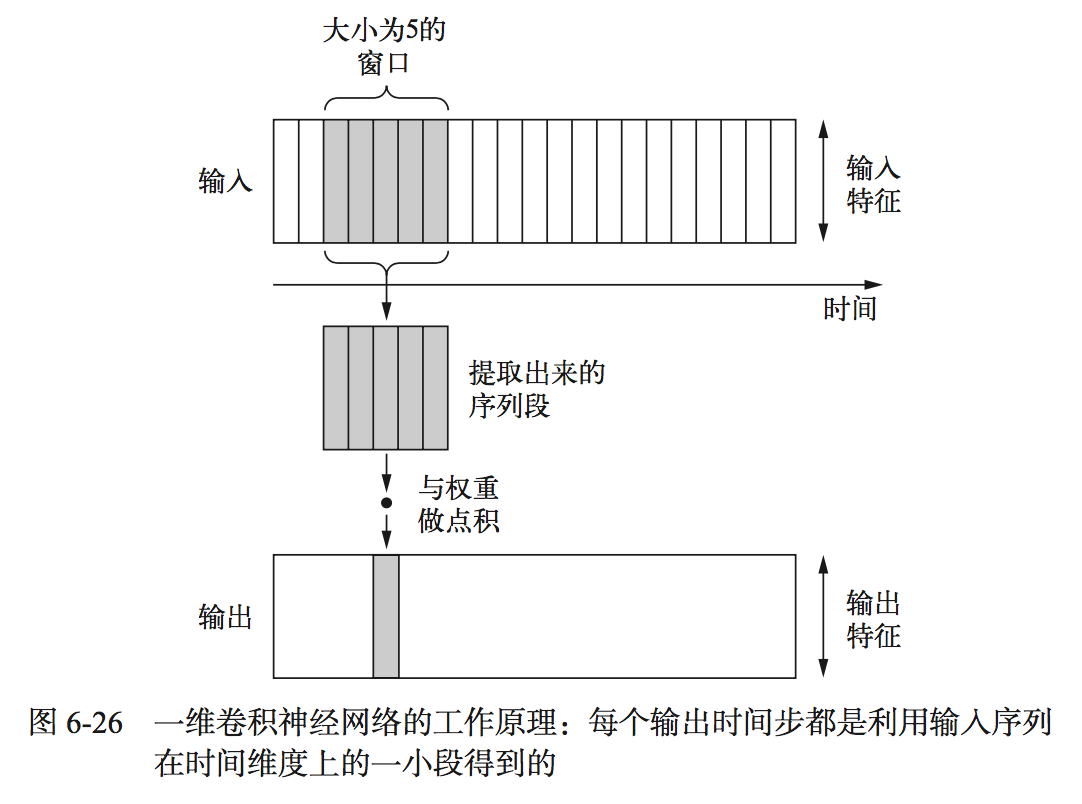 大小为5的
窗口
输入
输入
特征
时间
提取出来的
序列段
与权重
做点积
输出
输出
特征
图 6-26 一维卷积神经网络的工作原理：每个输出时间步都是利用输入序列
在时间维度上的一小段得到的